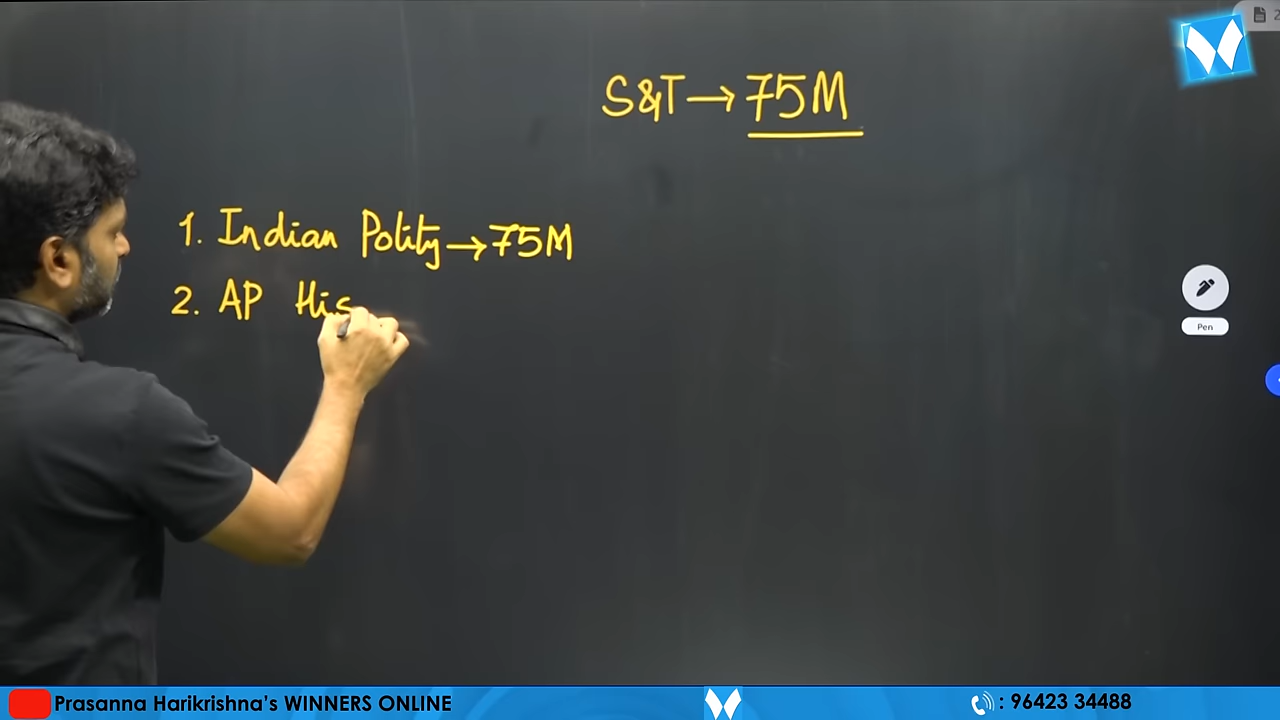 S&T → 75M
1. Indian Polity → 75M
2. AP His
Pen
Prasanna Harikrishna's WINNERS ONLINE
: 96423 34488